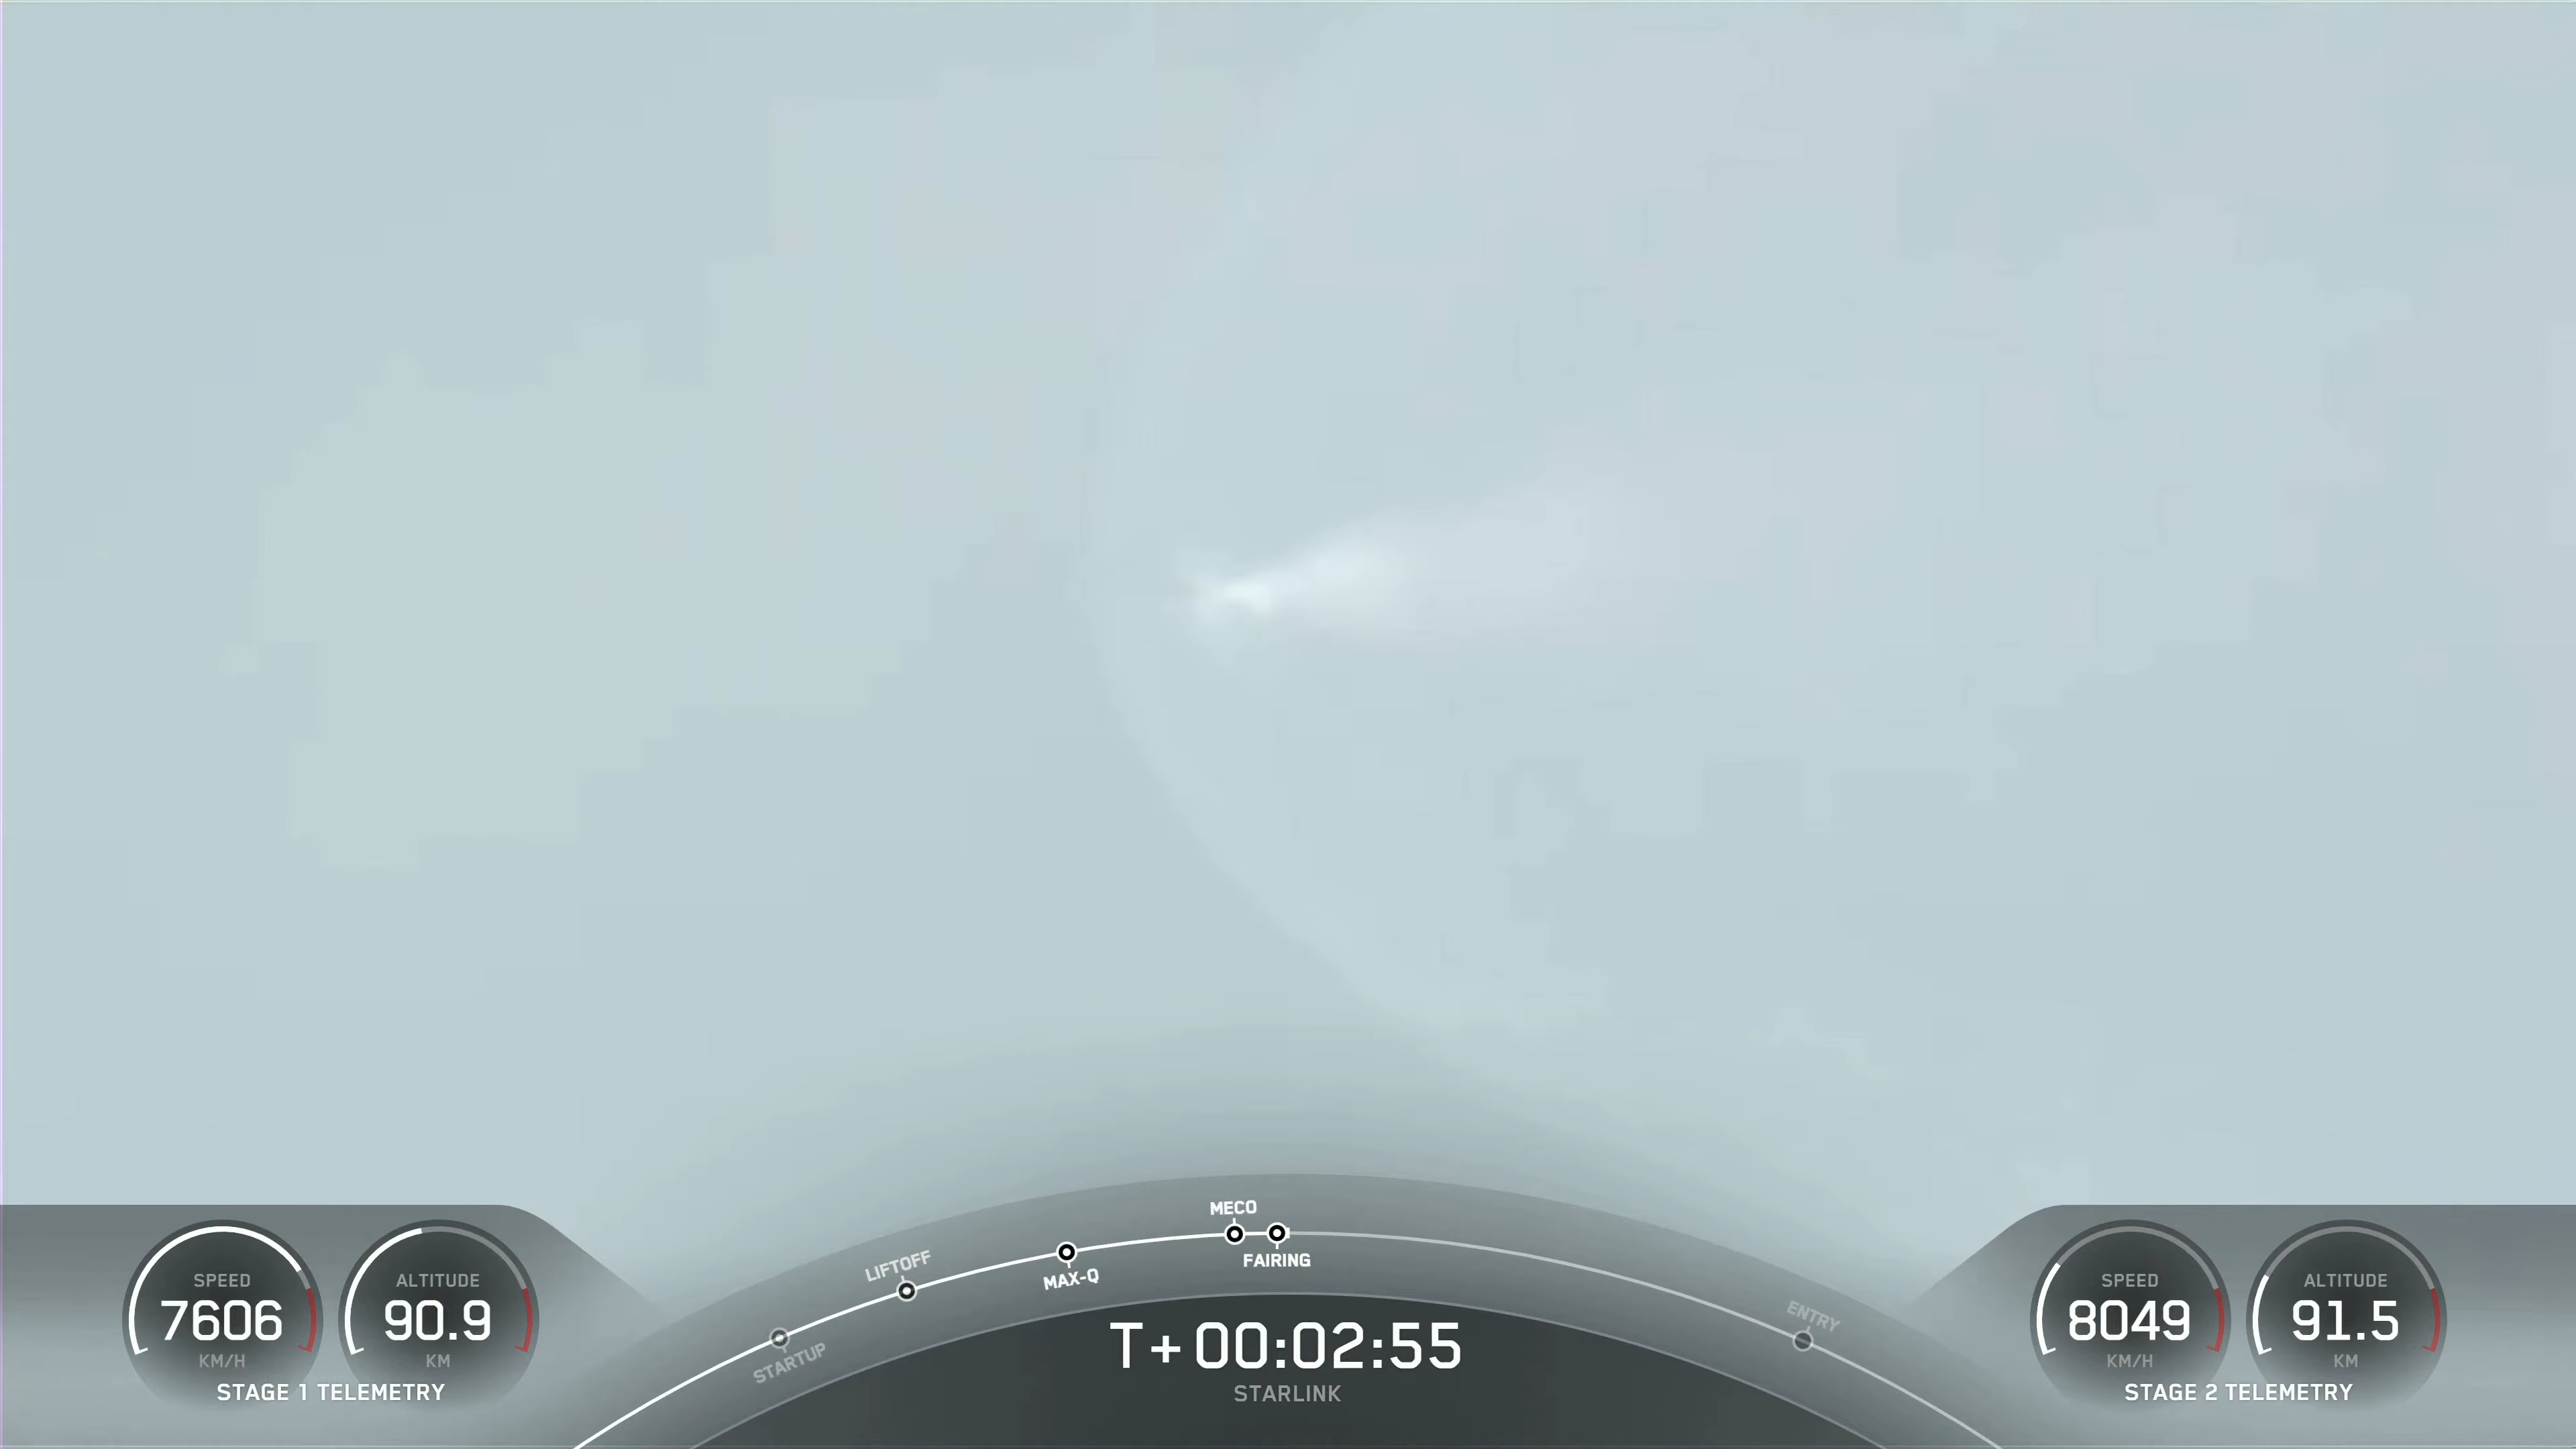 MECO
LIFTOFF
MAX-Q
FAIRING
STARTUP
ENTRY
SPEED
7606
KM/H
ALTITUDE
90.9
KM
STAGE 1 TELEMETRY
T+00:02:55
STARLINK
SPEED
8049
KM/H
ALTITUDE
91.5
KM
STAGE 2 TELEMETRY